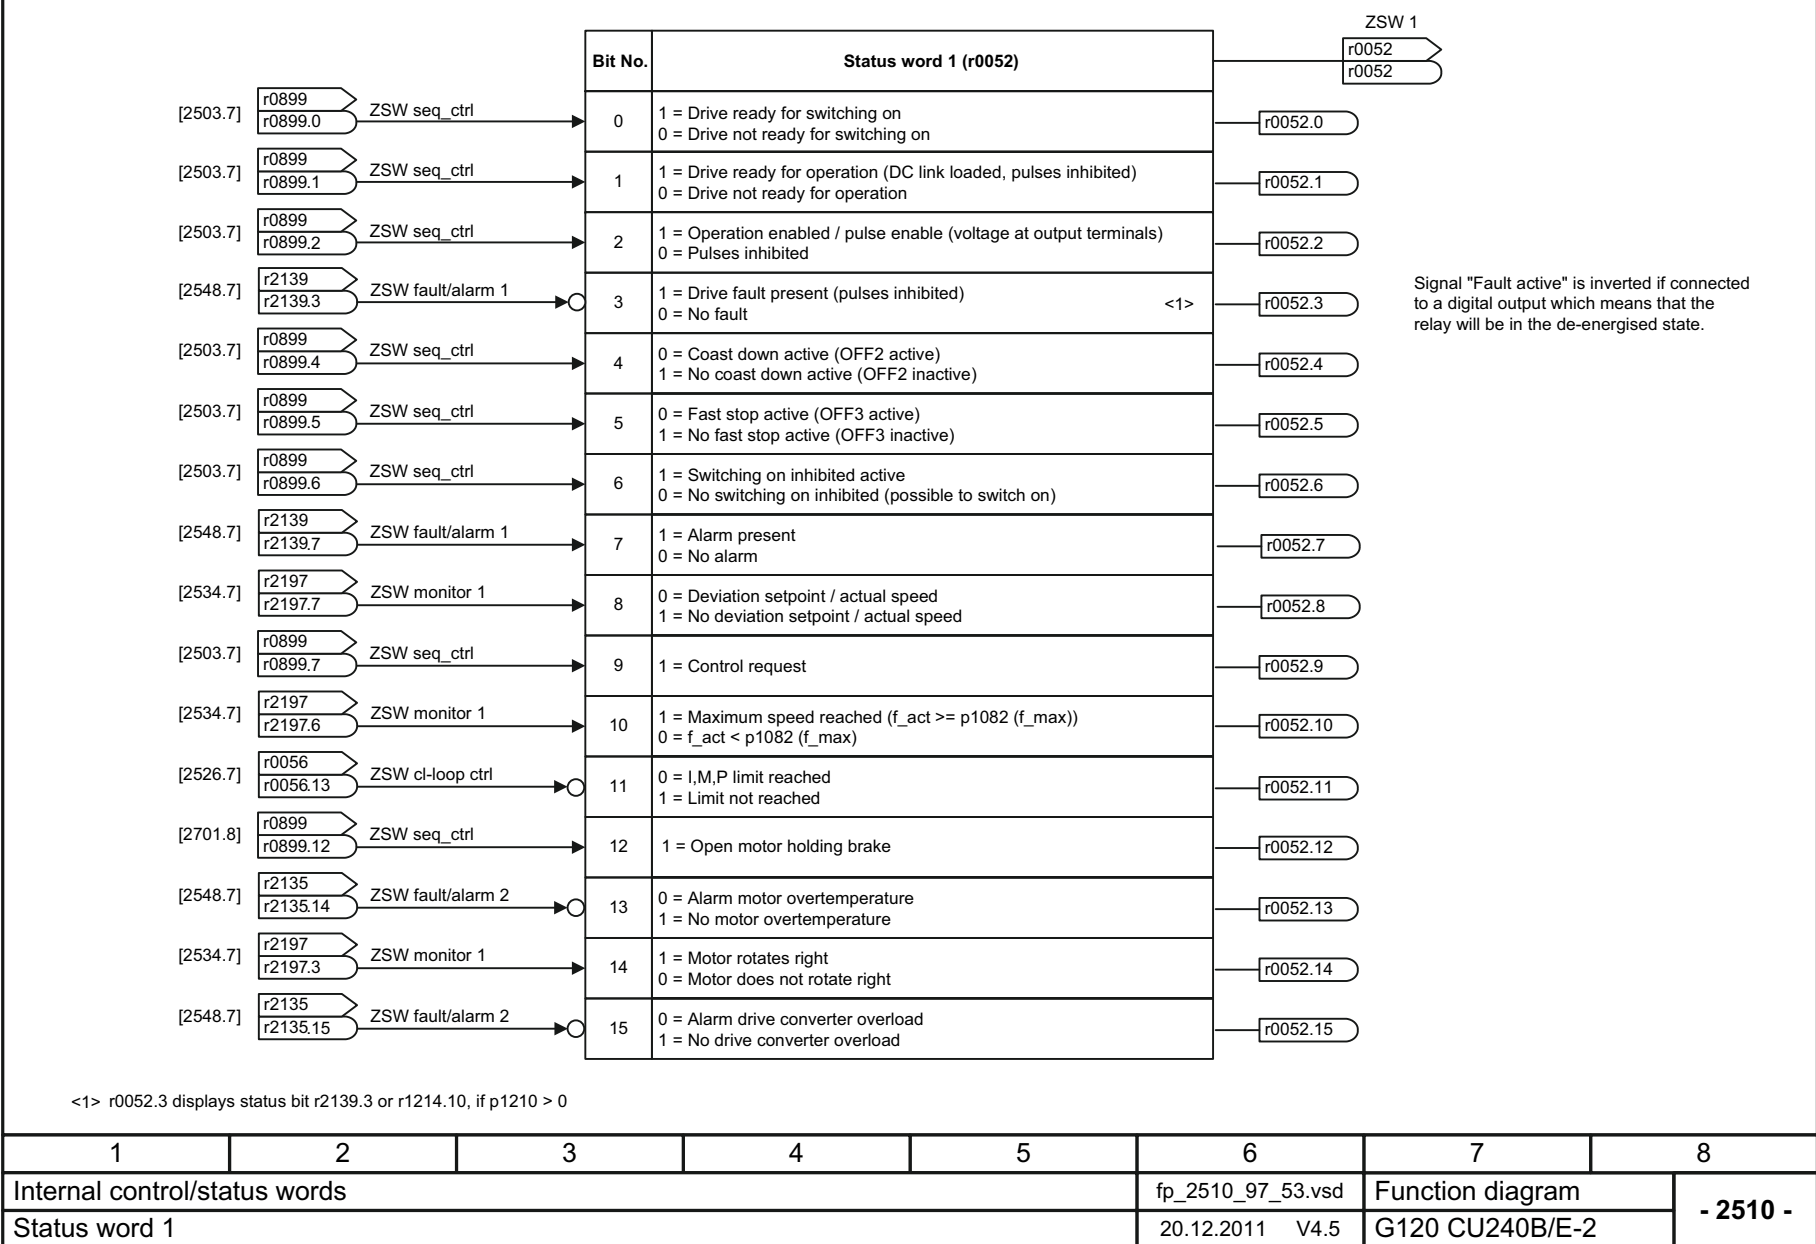 ZSW 1
r0052
r0052
Bit No. Status word 1 (r0052)
[2503.7] r0899 r0899.0 ZSW seq_ctrl 0
1 = Drive ready for switching on
0 = Drive not ready for switching on
r0052.0
[2503.7] r0899 r0899.1 ZSW seq_ctrl 1
1 = Drive ready for operation (DC link loaded, pulses inhibited)
0 = Drive not ready for operation
r0052.1
[2503.7] r0899 r0899.2 ZSW seq_ctrl 2
1 = Operation enabled / pulse enable (voltage at output terminals)
0 = Pulses inhibited
r0052.2
[2548.7] r2139 r2139.3 ZSW fault/alarm 1 3
1 = Drive fault present (pulses inhibited)
0 = No fault
<1>
r0052.3
Signal "Fault active" is inverted if connected
to a digital output which means that the
relay will be in the de-energised state.
[2503.7] r0899 r0899.4 ZSW seq_ctrl 4
0 = Coast down active (OFF2 active)
1 = No coast down active (OFF2 inactive)
r0052.4
[2503.7] r0899 r0899.5 ZSW seq_ctrl 5
0 = Fast stop active (OFF3 active)
1 = No fast stop active (OFF3 inactive)
r0052.5
[2503.7] r0899 r0899.6 ZSW seq_ctrl 6
1 = Switching on inhibited active
0 = No switching on inhibited (possible to switch on)
r0052.6
[2548.7] r2139 r2139.7 ZSW fault/alarm 1 7
1 = Alarm present
0 = No alarm
r0052.7
[2534.7] r2197 r2197.7 ZSW monitor 1 8
0 = Deviation setpoint / actual speed
1 = No deviation setpoint / actual speed
r0052.8
[2503.7] r0899 r0899.7 ZSW seq_ctrl 9
1 = Control request
r0052.9
[2534.7] r2197 r2197.6 ZSW monitor 1 10
1 = Maximum speed reached (f_act >= p1082 (f_max))
0 = f_act < p1082 (f_max)
r0052.10
[2526.7] r0056 r0056.13 ZSW cl-loop ctrl 11
0 = I,M,P limit reached
1 = Limit not reached
r0052.11
[2701.8] r0899 r0899.12 ZSW seq_ctrl 12
1 = Open motor holding brake
r0052.12
[2548.7] r2135 r2135.14 ZSW fault/alarm 2 13
0 = Alarm motor overtemperature
1 = No motor overtemperature
r0052.13
[2534.7] r2197 r2197.3 ZSW monitor 1 14
1 = Motor rotates right
0 = Motor does not rotate right
r0052.14
[2548.7] r2135 r2135.15 ZSW fault/alarm 2 15
0 = Alarm drive converter overload
1 = No drive converter overload
r0052.15
<1> r0052.3 displays status bit r2139.3 or r1214.10, if p1210 > 0
1 2 3 4 5 6 7 8
Internal control/status words fp_2510_97_53.vsd Function diagram - 2510 -
Status word 1 20.12.2011 V4.5 G120 CU240B/E-2